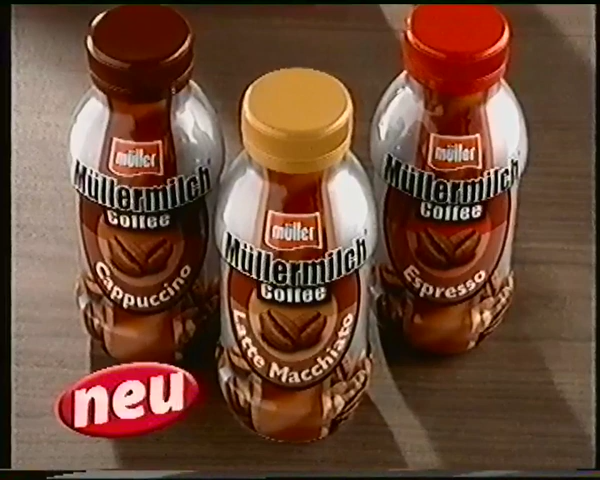 müller
Müllermilch
Coffee
Cappuccino
müller
Müllermilch
Coffee
Latte Macchiato
müller
Müllermilch
Coffee
Espresso
neu